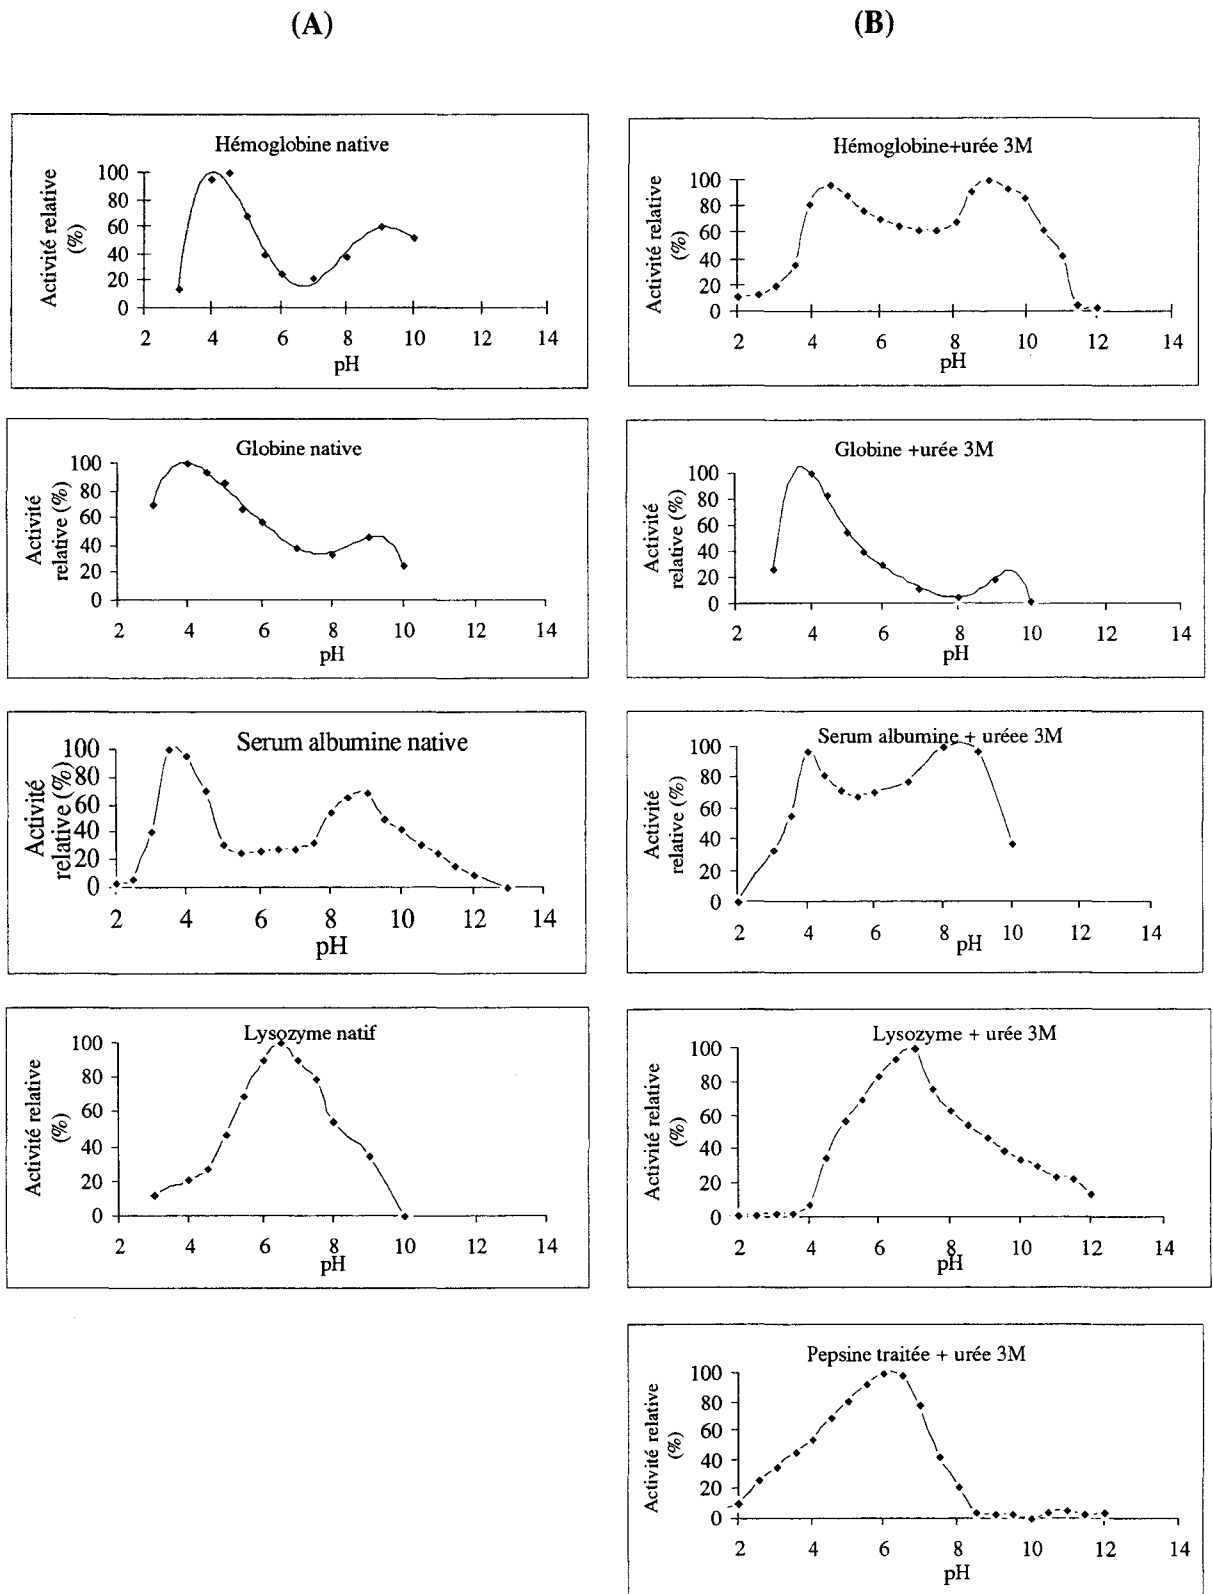 (A)
(B)
Hémoglobine native
Activité relative
(%)
100
80
60
40
20
0
2 4 6 8 10 12 14
pH
Hémoglobine+urée 3M
Activité relative
(%)
100
80
60
40
20
0
2 4 6 8 10 12 14
pH
Globine native
Activité
relative (%)
100
80
60
40
20
0
2 4 6 8 10 12 14
pH
Globine +urée 3M
Activité
relative (%)
100
80
60
40
20
0
2 4 6 8 10 12 14
pH
Serum albumine native
Activité
relative (%)
100
80
60
40
20
0
2 4 6 8 10 12 14
pH
Serum albumine + uréee 3M
Activité
relative (%)
100
80
60
40
20
0
2 4 6 8 10 12 14
pH
Lysozyme natif
Activité relative
(%)
100
80
60
40
20
0
2 4 6 8 10 12 14
pH
Lysozyme + urée 3M
Activité relative
(%)
100
80
60
40
20
0
2 4 6 8 10 12 14
pH
Pepsine traitée + urée 3M
Activité relative
(%)
100
80
60
40
20
0
2 4 6 8 10 12 14
pH